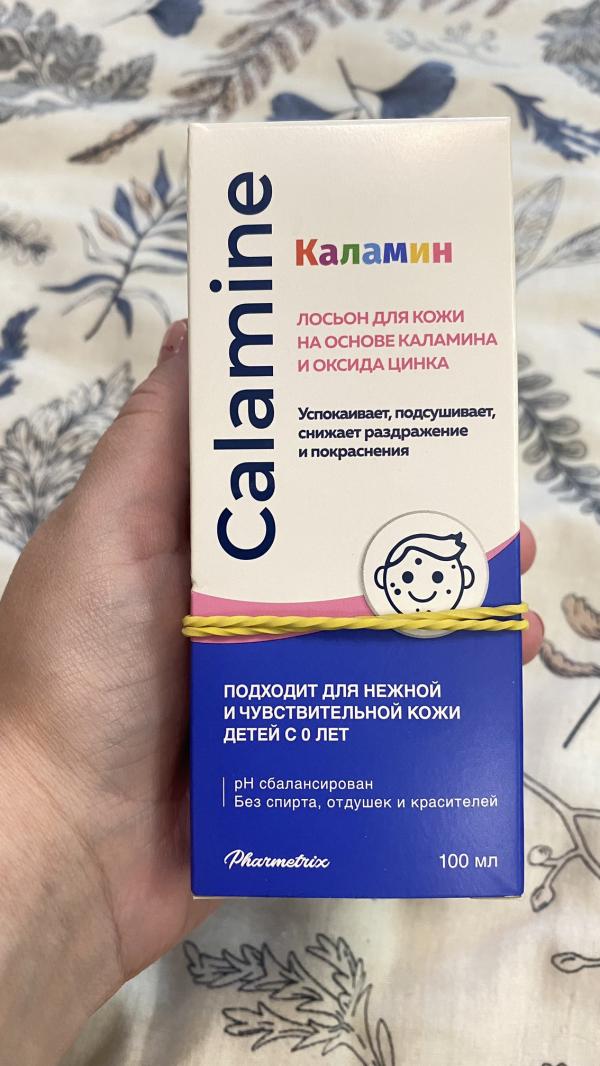 Calamine
Каламин
ЛОСЬОН ДЛЯ КОЖИ
НА ОСНОВЕ КАЛАМИНА
И ОКСИДА ЦИНКА
Успокаивает, подсушивает,
снижает раздражение
и покраснения
ПОДХОДИТ ДЛЯ НЕЖНОЙ
И ЧУВСТВИТЕЛЬНОЙ КОЖИ
ДЕТЕЙ С 0 ЛЕТ
pH сбалансирован
Без спирта, отдушек и красителей
Pharmetrix
100 мл